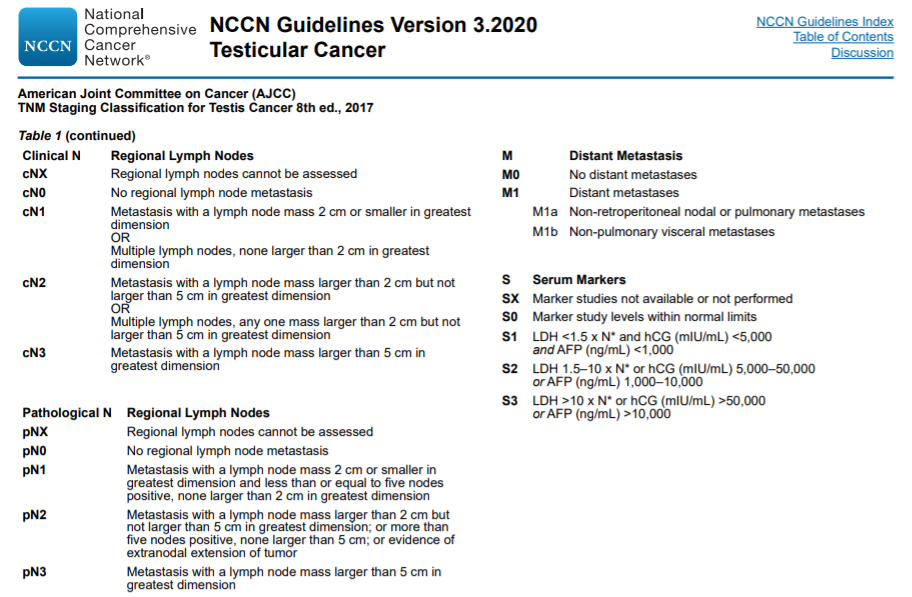 NCCN
National
Comprehensive
Cancer
Network®
NCCN Guidelines Version 3.2020
Testicular Cancer
NCCN Guidelines Index
Table of Contents
Discussion
American Joint Committee on Cancer (AJCC)
TNM Staging Classification for Testis Cancer 8th ed., 2017
Table 1 (continued)
Clinical N Regional Lymph Nodes
cNX Regional lymph nodes cannot be assessed
cN0 No regional lymph node metastasis
cN1 Metastasis with a lymph node mass 2 cm or smaller in greatest
dimension
OR
Multiple lymph nodes, none larger than 2 cm in greatest
dimension
cN2 Metastasis with a lymph node mass larger than 2 cm but not
larger than 5 cm in greatest dimension
OR
Multiple lymph nodes, any one mass larger than 2 cm but not
larger than 5 cm in greatest dimension
cN3 Metastasis with a lymph node mass larger than 5 cm in
greatest dimension
Pathological N Regional Lymph Nodes
pNX Regional lymph nodes cannot be assessed
pN0 No regional lymph node metastasis
pN1 Metastasis with a lymph node mass 2 cm or smaller in
greatest dimension and less than or equal to five nodes
positive, none larger than 2 cm in greatest dimension
pN2 Metastasis with a lymph node mass larger than 2 cm but
not larger than 5 cm in greatest dimension; or more than
five nodes positive, none larger than 5 cm; or evidence of
extranodal extension of tumor
pN3 Metastasis with a lymph node mass larger than 5 cm in
greatest dimension
M Distant Metastasis
M0 No distant metastases
M1 Distant metastases
M1a Non-retroperitoneal nodal or pulmonary metastases
M1b Non-pulmonary visceral metastases
S Serum Markers
SX Marker studies not available or not performed
S0 Marker study levels within normal limits
S1 LDH <1.5 x N* and hCG (mIU/mL) <5,000
and AFP (ng/mL) <1,000
S2 LDH 1.5–10 x N* or hCG (mIU/mL) 5,000–50,000
or AFP (ng/mL) 1,000–10,000
S3 LDH >10 x N* or hCG (mIU/mL) >50,000
or AFP (ng/mL) >10,000